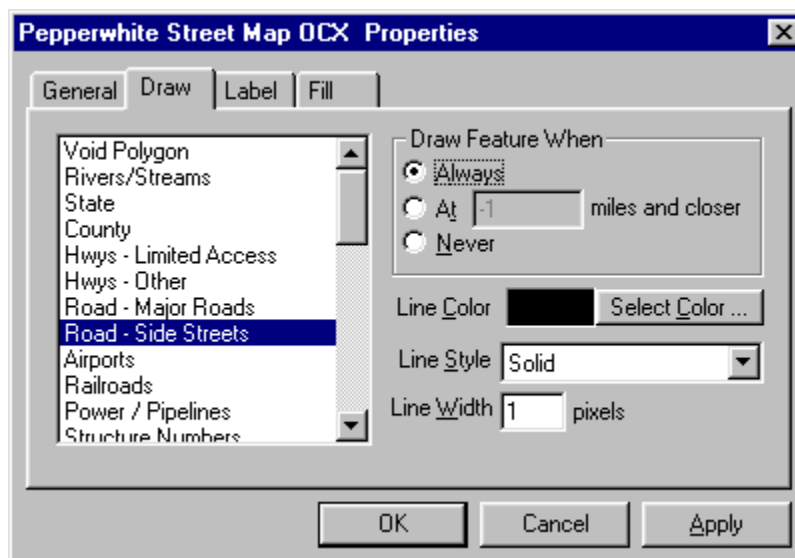 Pepperwhite Street Map OCX Properties
General Draw Label Fill
Void Polygon
Rivers/Streams
State
County
Hwys - Limited Access
Hwys - Other
Road - Major Roads
Road - Side Streets
Airports
Railroads
Power / Pipelines
Structure Numbers
Draw Feature When
Always
At -1 miles and closer
Never
Line Color Select Color ...
Line Style Solid
Line Width 1 pixels
OK Cancel Apply